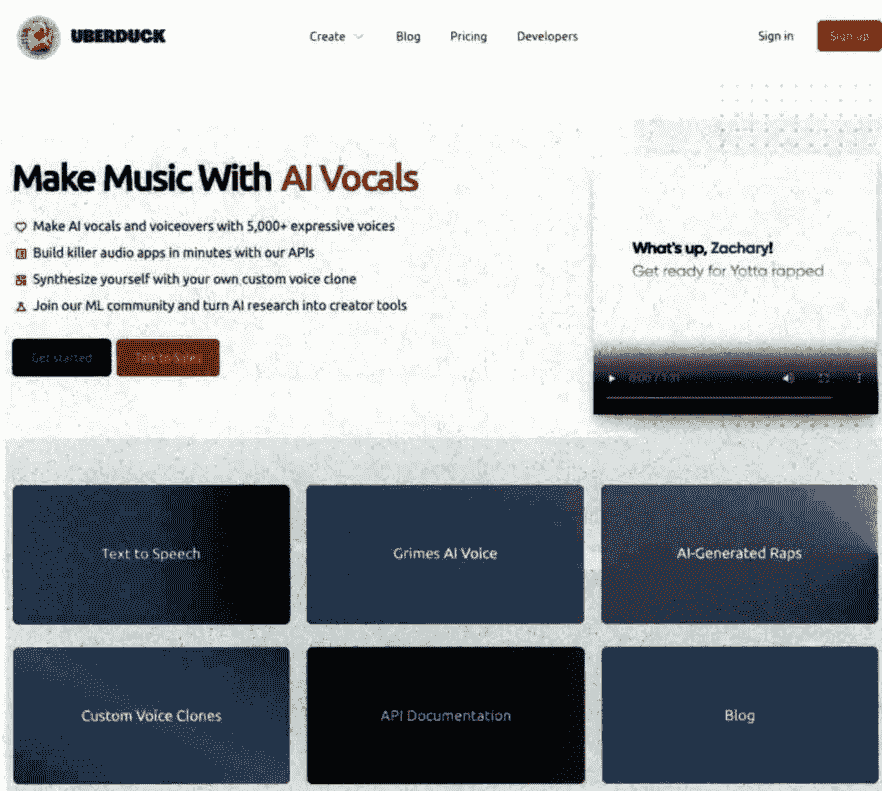 UBERDUCK
Create Blog Pricing Developers Sign in Sign up
Make Music With AI Vocals
Make AI vocals and voiceovers with 5,000+ expressive voices
Build killer audio apps in minutes with our APIs
Synthesize yourself with your own custom voice clone
Join our ML community and turn AI research into creator tools
Get started Talk to Sales
What's up, Zachary!
Get ready for Yotta rapped
Text to Speech Grimes AI Voice AI-Generated Raps
Custom Voice Clones API Documentation Blog